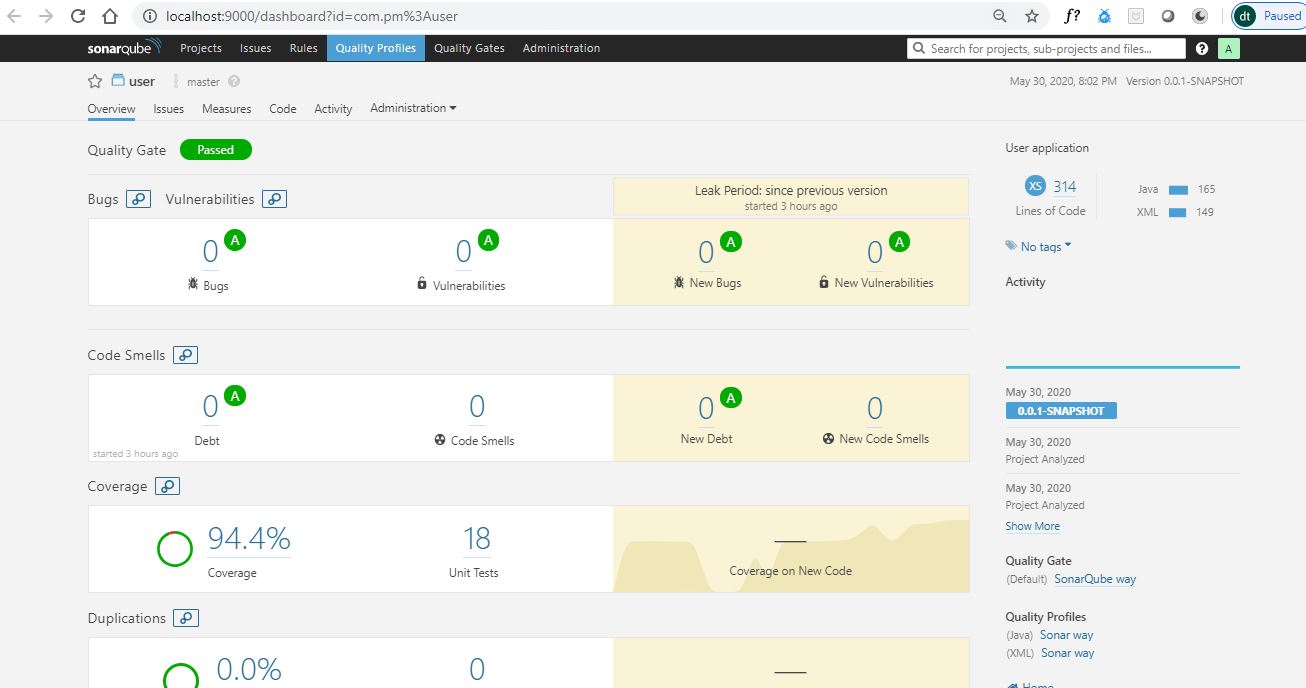 localhost:9000/dashboard?id=com.pm%3Auser
f?
dt Paused
sonarqube Projects Issues Rules Quality Profiles Quality Gates Administration Search for projects, sub-projects and files... ? A
user master ? May 30, 2020, 8:02 PM Version 0.0.1-SNAPSHOT
Overview Issues Measures Code Activity Administration
Quality Gate Passed
Bugs Vulnerabilities
Leak Period: since previous version
started 3 hours ago
0 A
Bugs
0 A
Vulnerabilities
0 A
New Bugs
0 A
New Vulnerabilities
Code Smells
0 A
Debt
started 3 hours ago
0
Code Smells
0 A
New Debt
0
New Code Smells
Coverage
94.4%
Coverage
18
Unit Tests
—
Coverage on New Code
Duplications
0.0%
0
—
User application
XS 314
Lines of Code
Java 165
XML 149
No tags
Activity
May 30, 2020
0.0.1-SNAPSHOT
May 30, 2020
Project Analyzed
May 30, 2020
Project Analyzed
Show More
Quality Gate
(Default) SonarQube way
Quality Profiles
(Java) Sonar way
(XML) Sonar way
Home